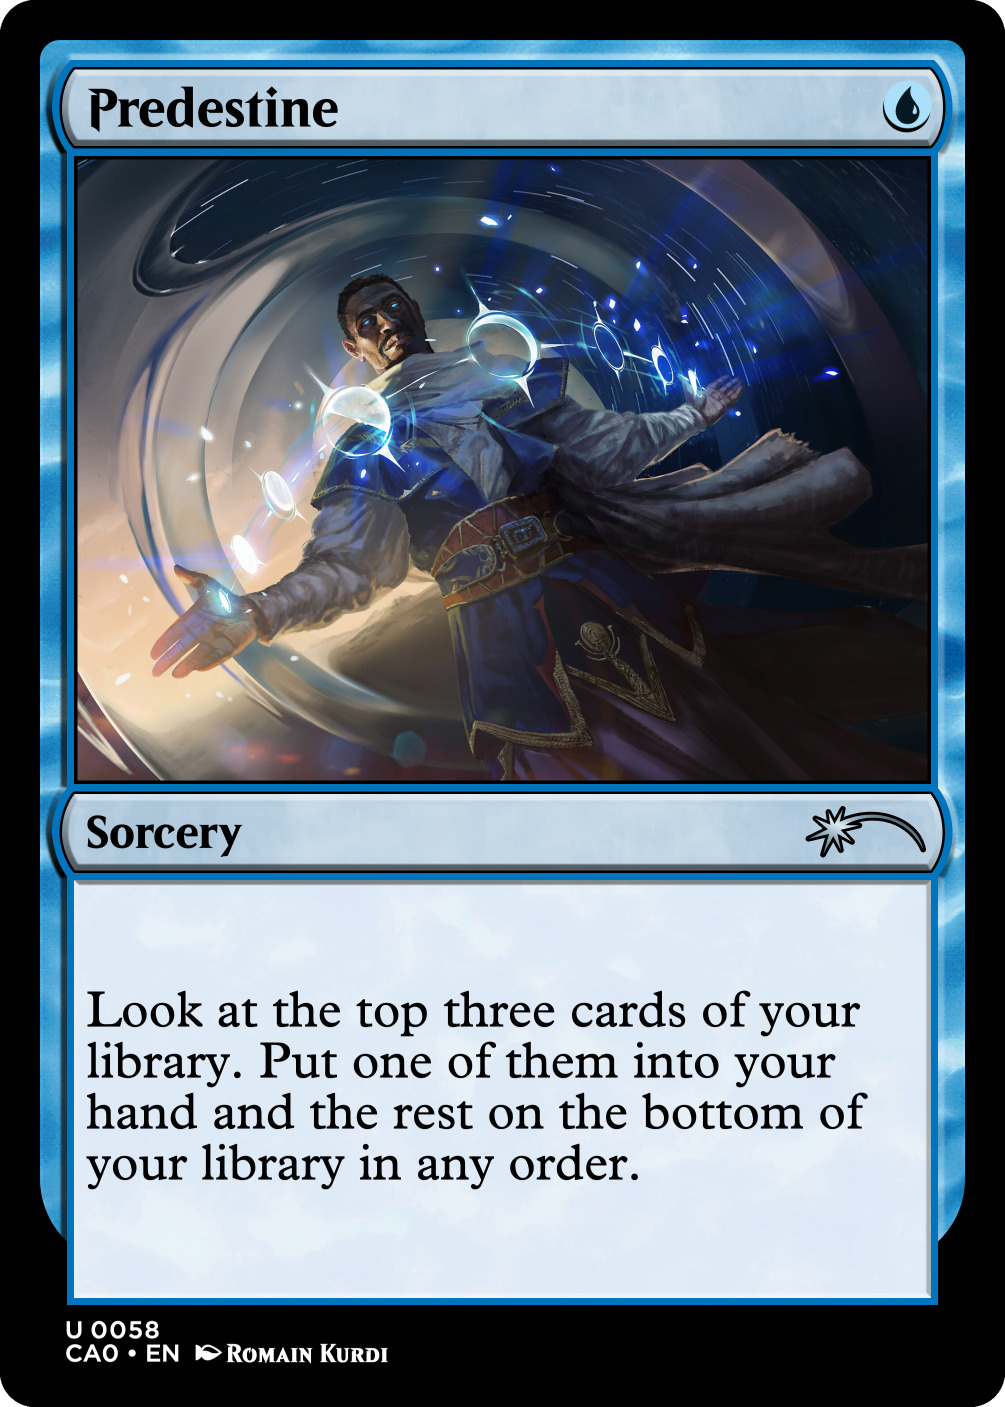 Predestine
Sorcery
Look at the top three cards of your
library. Put one of them into your
hand and the rest on the bottom of
your library in any order.
U 0058
CAO • EN ROMAIN KURDI